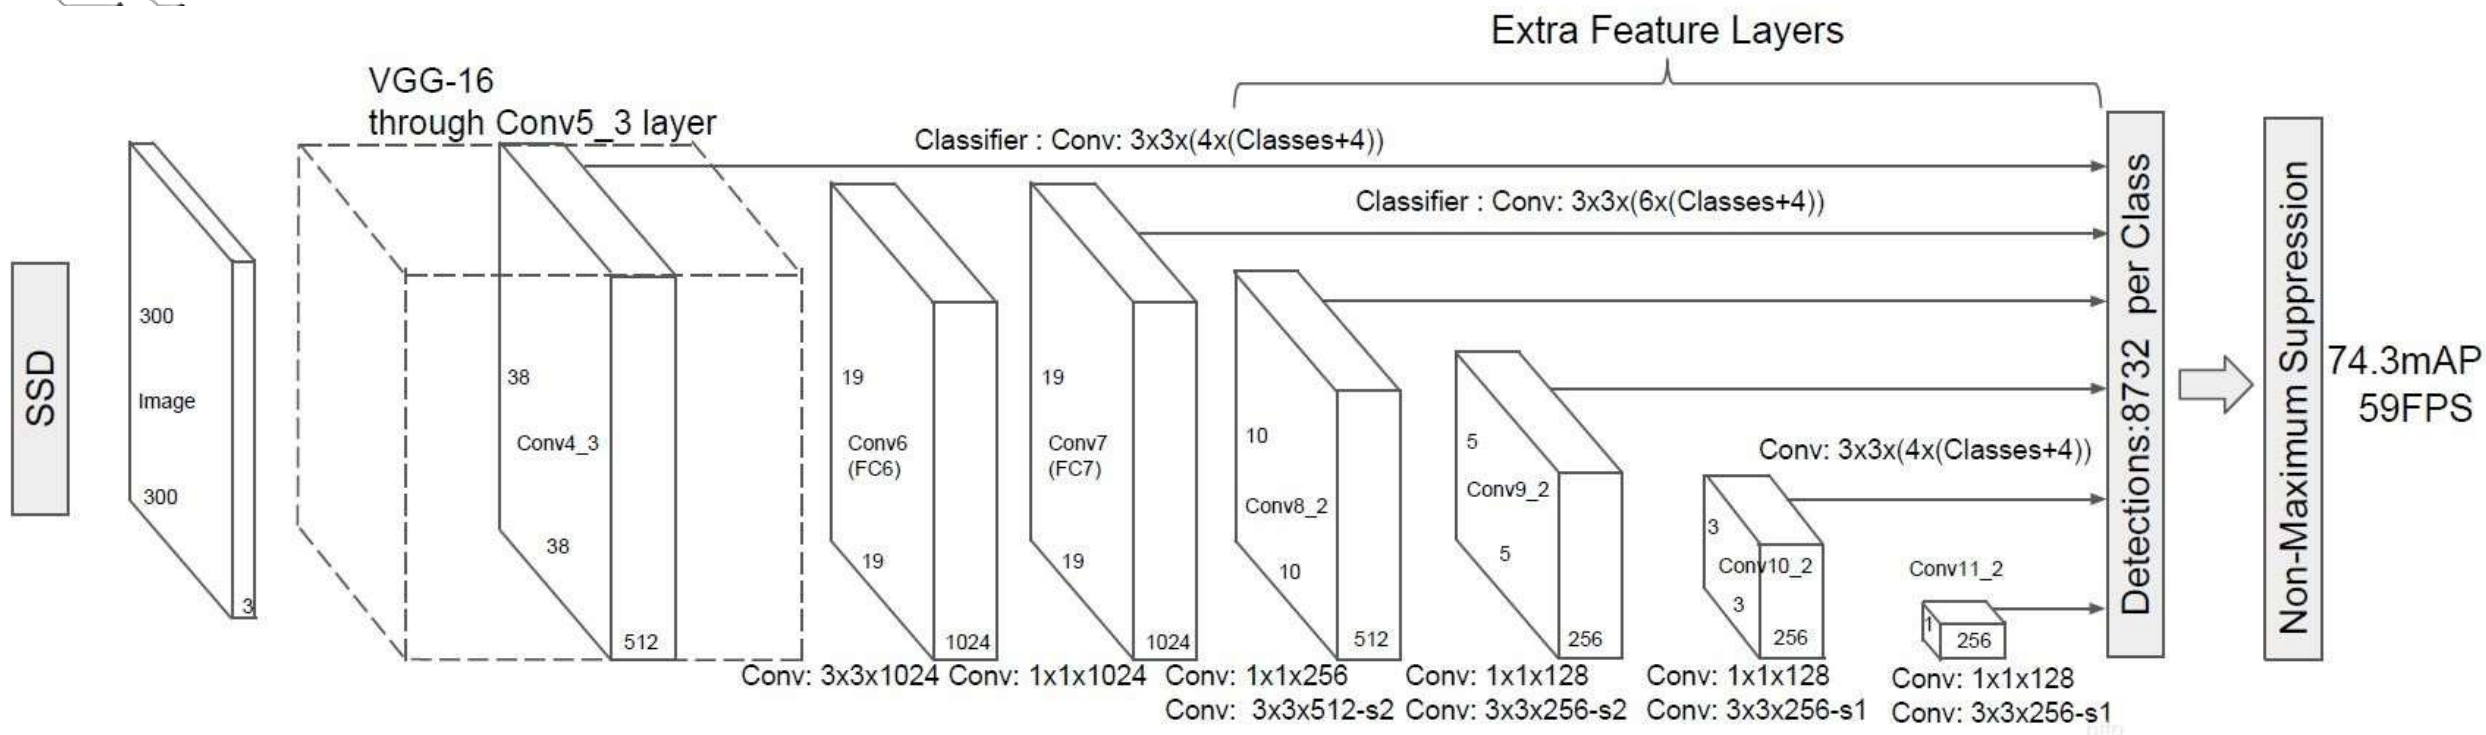 Extra Feature Layers
VGG-16
through Conv5_3 layer
Classifier : Conv: 3x3x(4x(Classes+4))
Classifier : Conv: 3x3x(6x(Classes+4))
SSD
300
Image
300
3
38
Conv4_3
38
512
19
Conv6
(FC6)
19
1024
19
Conv7
(FC7)
19
1024
10
Conv8_2
10
512
5
Conv9_2
5
256
Conv: 3x3x(4x(Classes+4))
3
Conv10_2
3
256
Conv11_2
1
256
Detections:8732 per Class
Non-Maximum Suppression
74.3mAP
59FPS
Conv: 3x3x1024
Conv: 1x1x1024
Conv: 1x1x256
Conv: 3x3x512-s2
Conv: 1x1x128
Conv: 3x3x256-s2
Conv: 1x1x128
Conv: 3x3x256-s1
Conv: 1x1x128
Conv: 3x3x256-s1